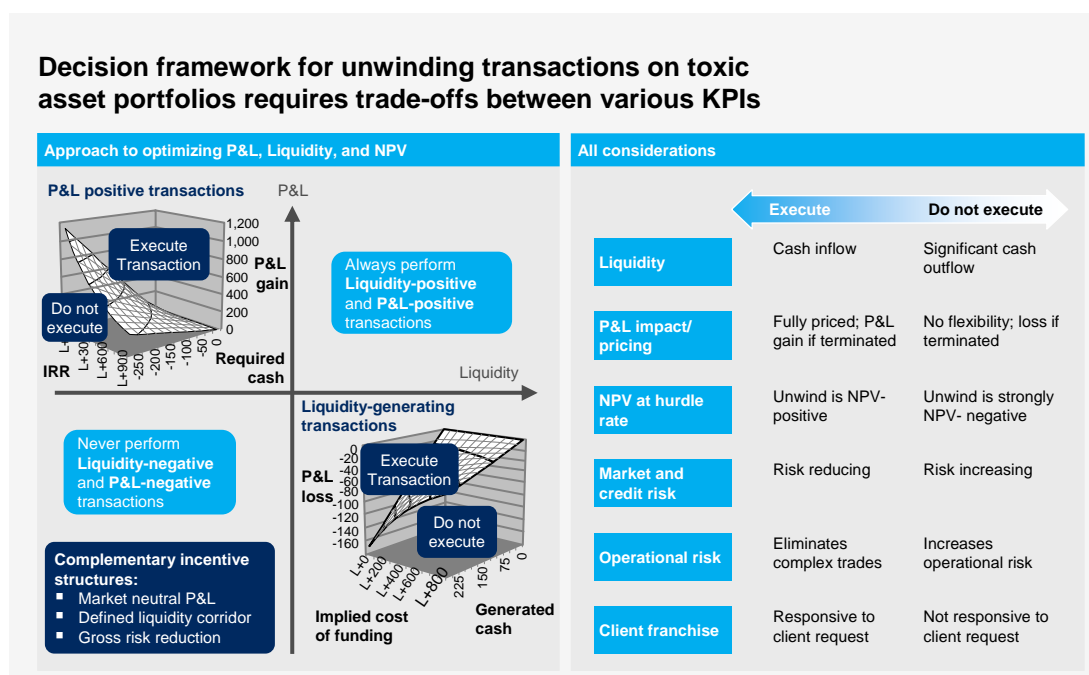 Decision framework for unwinding transactions on toxic
asset portfolios requires trade-offs between various KPIs
Approach to optimizing P&L, Liquidity, and NPV
P&L positive transactions
P&L
1,200
1,000
800
600
400
200
0
P&L
gain
Execute
Transaction
Do not
execute
L+300
L+600
L+900
-250
-200
-150
-100
-50
0
IRR
Required
cash
Always perform
Liquidity-positive
and P&L-positive
transactions
Liquidity
Never perform
Liquidity-negative
and P&L-negative
transactions
Liquidity-generating
transactions
0
-20
-40
-60
-80
-100
-120
-140
-160
P&L
loss
Execute
Transaction
Do not
execute
L+0
L+200
L+400
L+600
L+800
225
150
75
0
Implied cost
of funding
Generated
cash
Complementary incentive
structures:
▪ Market neutral P&L
▪ Defined liquidity corridor
▪ Gross risk reduction
All considerations
Execute
Do not execute
Liquidity
Cash inflow
Significant cash
outflow
P&L impact/
pricing
Fully priced; P&L
gain if terminated
No flexibility; loss if
terminated
NPV at hurdle
rate
Unwind is NPV-
positive
Unwind is strongly
NPV- negative
Market and
credit risk
Risk reducing
Risk increasing
Operational risk
Eliminates
complex trades
Increases
operational risk
Client franchise
Responsive to
client request
Not responsive to
client request